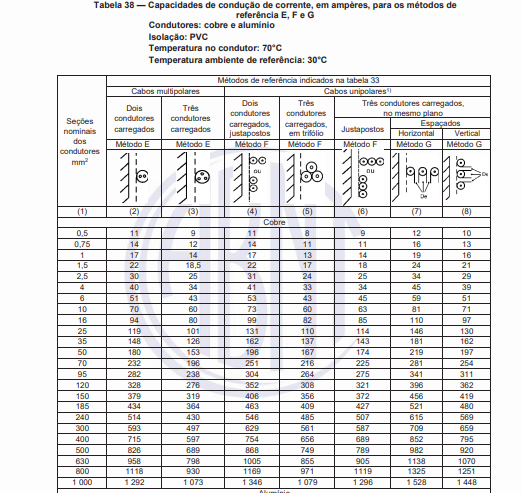 Tabela 38 — Capacidades de condução de corrente, em ampères, para os métodos de
referência E, F e G
Condutores: cobre e alumínio
Isolação: PVC
Temperatura no condutor: 70°C
Temperatura ambiente de referência: 30°C
Métodos de referência indicados na tabela 33
Cabos multipolares Cabos unipolares1)
Seções nominais dos condutores mm²
Dois condutores carregados
Três condutores carregados
Dois condutores carregados, justapostos
Três condutores carregados, em trifólio
Três condutores carregados, no mesmo plano
Justapostos
Espaçados
Horizontal Vertical
Método E Método E Método F Método F Método F Método G Método G
ou
ou
De
De
(1) (2) (3) (4) (5) (6) (7) (8)
Cobre
0,5 11 9 11 8 9 12 10
0,75 14 12 14 11 11 16 13
1 17 14 17 13 14 19 16
1,5 22 18,5 22 17 18 24 21
2,5 30 25 31 24 25 34 29
4 40 34 41 33 34 45 39
6 51 43 53 43 45 59 51
10 70 60 73 60 63 81 71
16 94 80 99 82 85 110 97
25 119 101 131 110 114 146 130
35 148 126 162 137 143 181 162
50 180 153 196 167 174 219 197
70 232 196 251 216 225 281 254
95 282 238 304 264 275 341 311
120 328 276 352 308 321 396 362
150 379 319 406 356 372 456 419
185 434 364 463 409 427 521 480
240 514 430 546 485 507 615 569
300 593 497 629 561 587 709 659
400 715 597 754 656 689 852 795
500 826 689 868 749 789 982 920
630 958 798 1005 855 905 1138 1070
800 1118 930 1169 971 1119 1325 1251
1 000 1 292 1 073 1 346 1 079 1 296 1 528 1 448
Alumínio